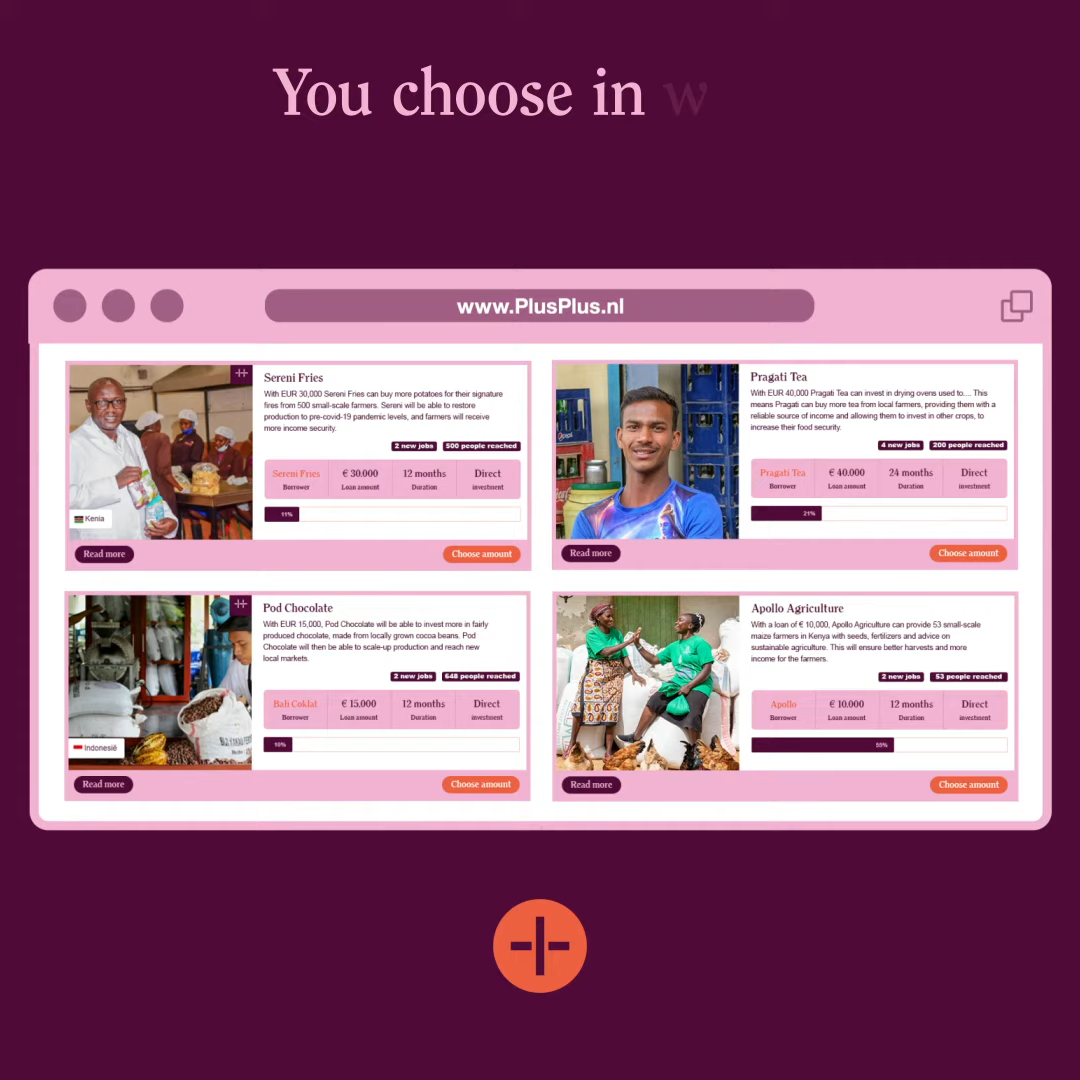 You choose in w
www.PlusPlus.nl
Sereni Fries
With EUR 30,000 Sereni Fries can buy more potatoes for their signature
fires from 500 small-scale farmers. Sereni will be able to restore
production to pre-covid-19 pandemic levels, and farmers will receive
more income security.
2 new jobs 500 people reached
Sereni Fries € 30.000 12 months Direct
Borrower Loan amount Duration investment
11%
Kenia
Read more Choose amount
Pragati Tea
With EUR 40,000 Pragati Tea can invest in drying ovens used to.... This
means Pragati can buy more tea from local farmers, providing them with a
reliable source of income and allowing them to invest in other crops, to
increase their food security.
4 new jobs 200 people reached
Pragati Tea € 40.000 24 months Direct
Borrower Loan amount Duration investment
21%
Read more Choose amount
Pod Chocolate
With EUR 15,000, Pod Chocolate will be able to invest more in fairly
produced chocolate, made from locally grown cocoa beans. Pod
Chocolate will then be able to scale-up production and reach new
local markets.
2 new jobs 648 people reached
Bali Coklat € 15.000 12 months Direct
Borrower Loan amount Duration investment
10%
Indonesië
Read more Choose amount
Apollo Agriculture
With a loan of € 10,000, Apollo Agriculture can provide 53 small-scale
maize farmers in Kenya with seeds, fertilizers and advice on
sustainable agriculture. This will ensure better harvests and more
income for the farmers.
2 new jobs 53 people reached
Apollo € 10.000 12 months Direct
Borrower Loan amount Duration investment
55%
Read more Choose amount